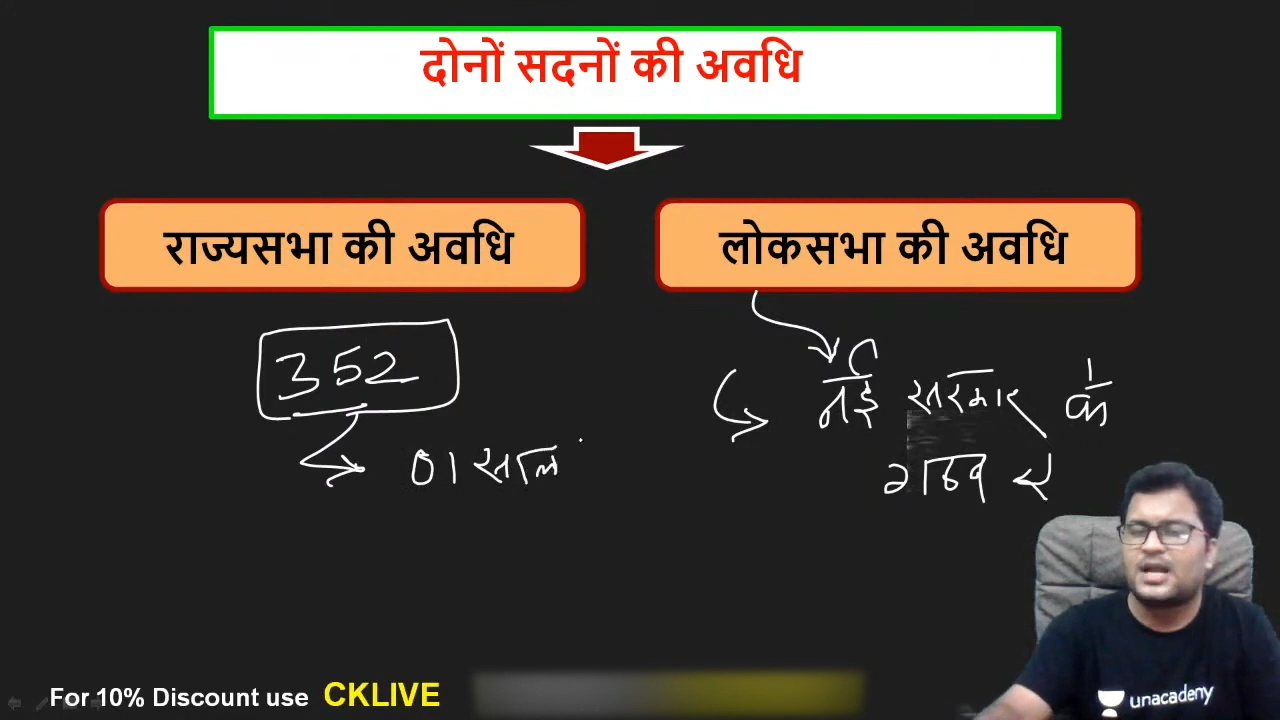 दोनों सदनों की अवधि
राज्यसभा की अवधि
लोकसभा की अवधि
352
01 साल
नई सरकार के
गठन से
For 10% Discount use CKLIVE
unacademy